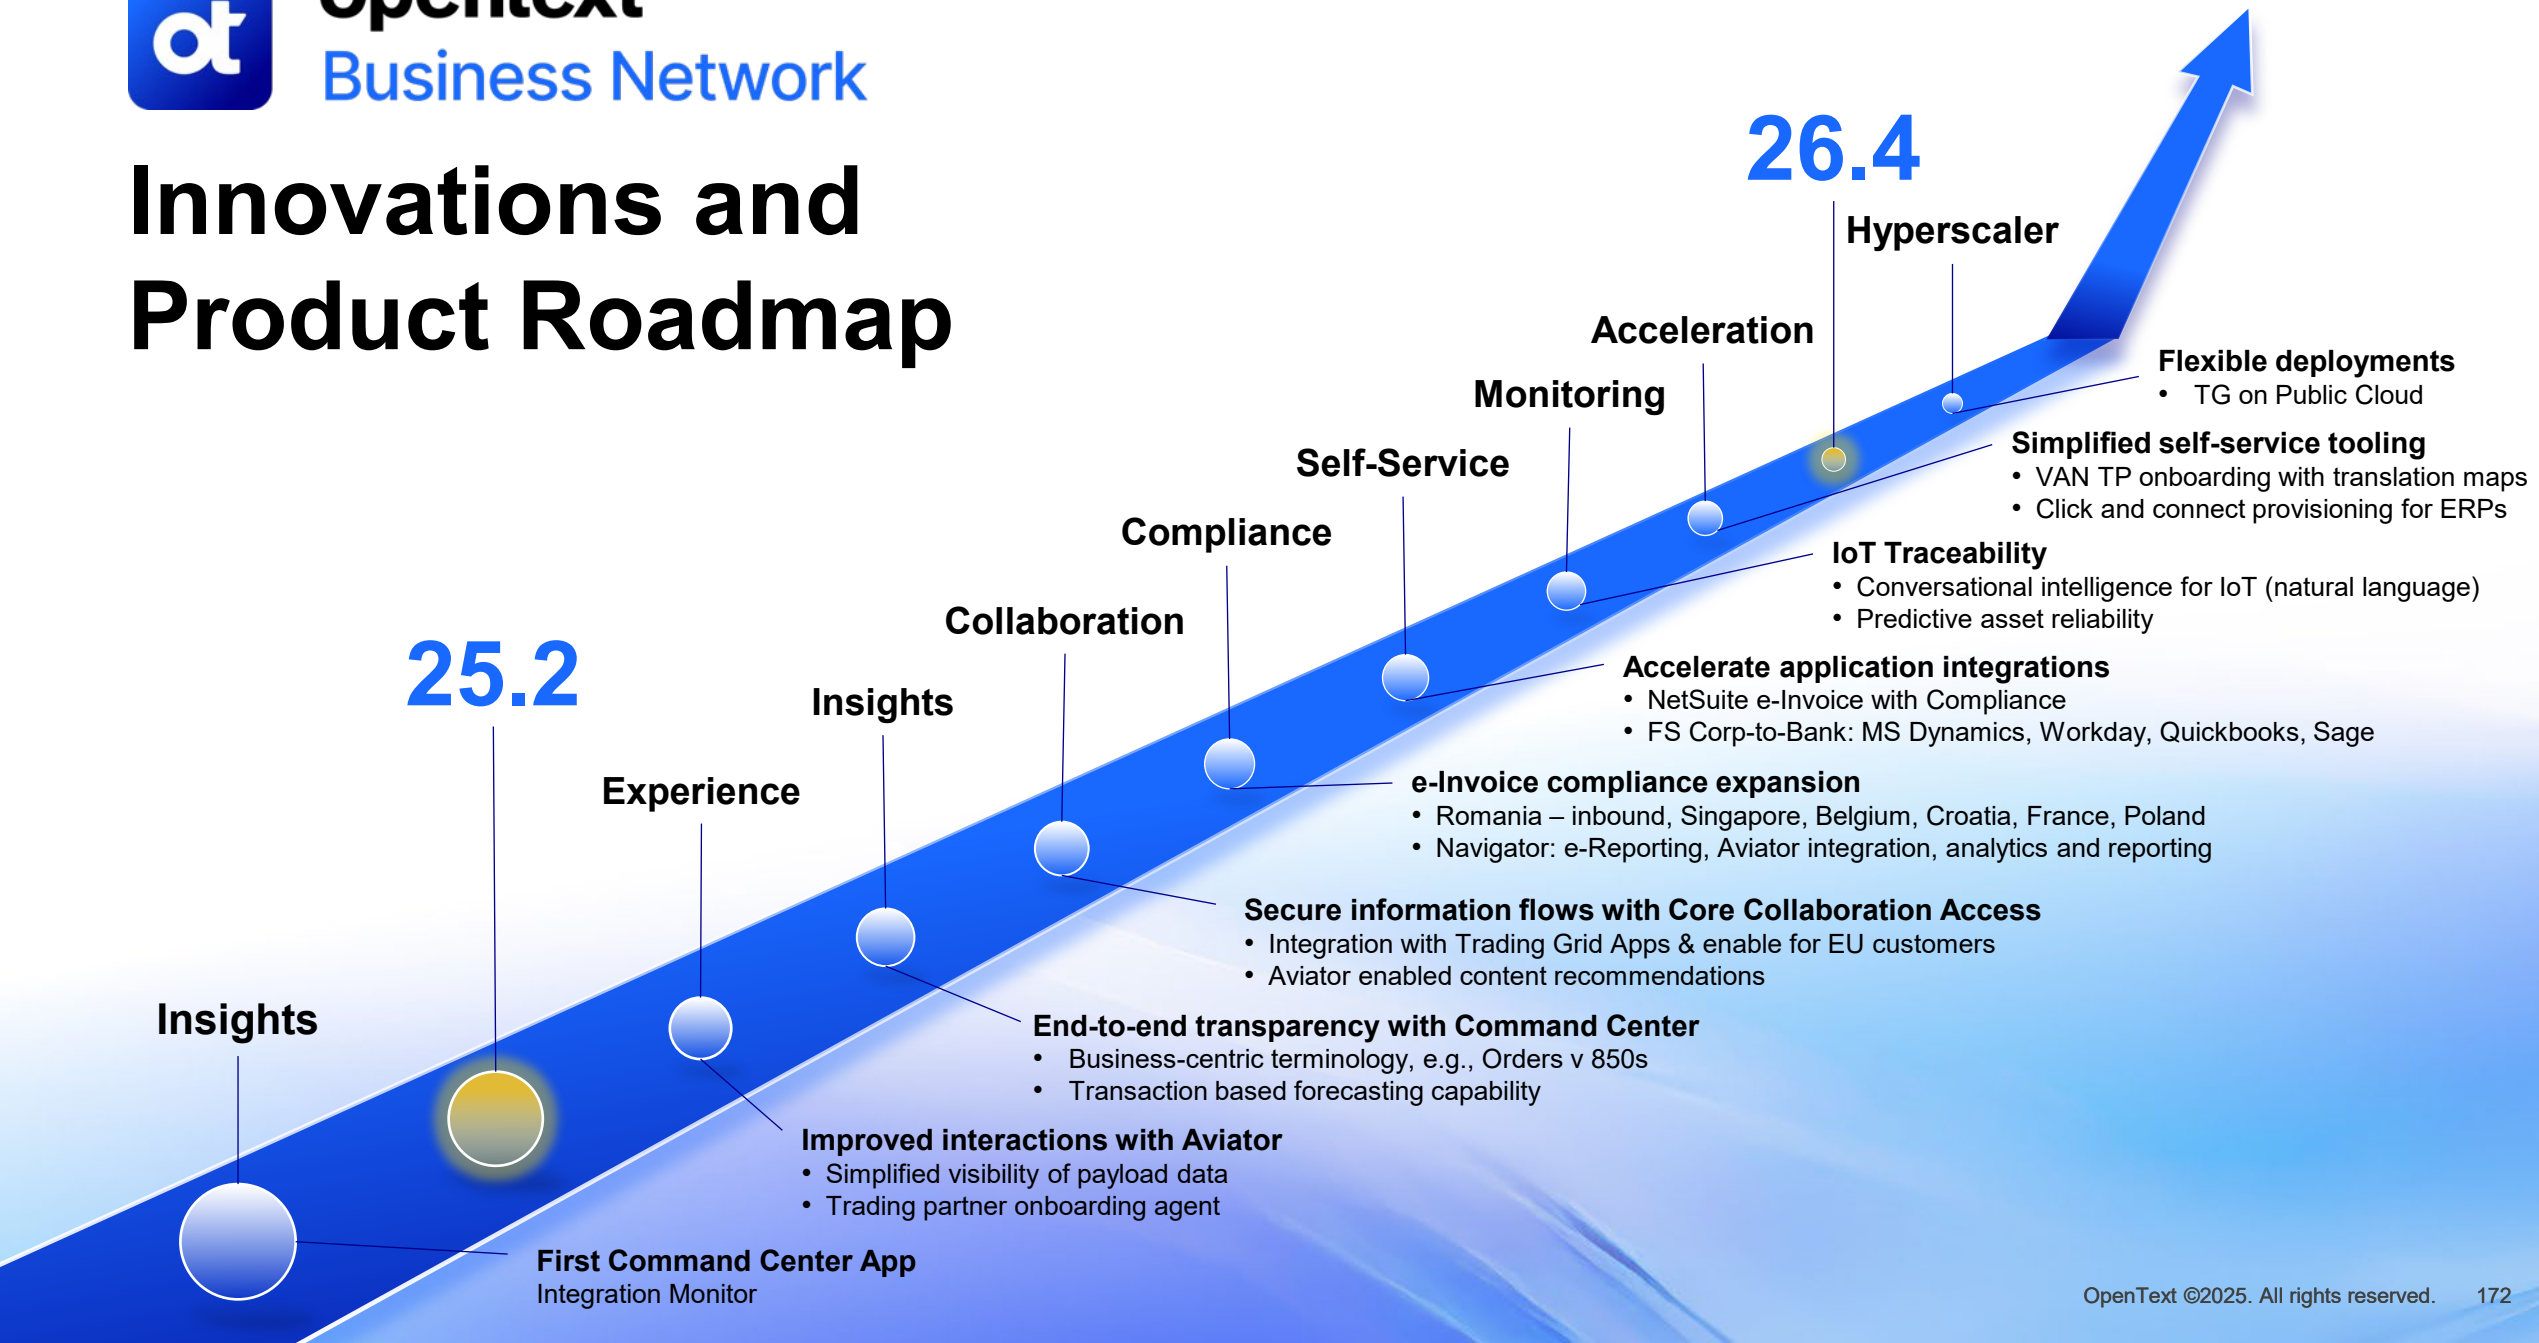 opentext
Business Network
Innovations and
Product Roadmap
26.4
Hyperscaler
Acceleration
Monitoring
Self-Service
Compliance
Collaboration
25.2
Insights
Experience
Insights
Flexible deployments
• TG on Public Cloud
Simplified self-service tooling
• VAN TP onboarding with translation maps
• Click and connect provisioning for ERPs
IoT Traceability
• Conversational intelligence for IoT (natural language)
• Predictive asset reliability
Accelerate application integrations
• NetSuite e-Invoice with Compliance
• FS Corp-to-Bank: MS Dynamics, Workday, Quickbooks, Sage
e-Invoice compliance expansion
• Romania – inbound, Singapore, Belgium, Croatia, France, Poland
• Navigator: e-Reporting, Aviator integration, analytics and reporting
Secure information flows with Core Collaboration Access
• Integration with Trading Grid Apps & enable for EU customers
• Aviator enabled content recommendations
End-to-end transparency with Command Center
• Business-centric terminology, e.g., Orders v 850s
• Transaction based forecasting capability
Improved interactions with Aviator
• Simplified visibility of payload data
• Trading partner onboarding agent
First Command Center App
Integration Monitor
OpenText ©2025. All rights reserved. 172